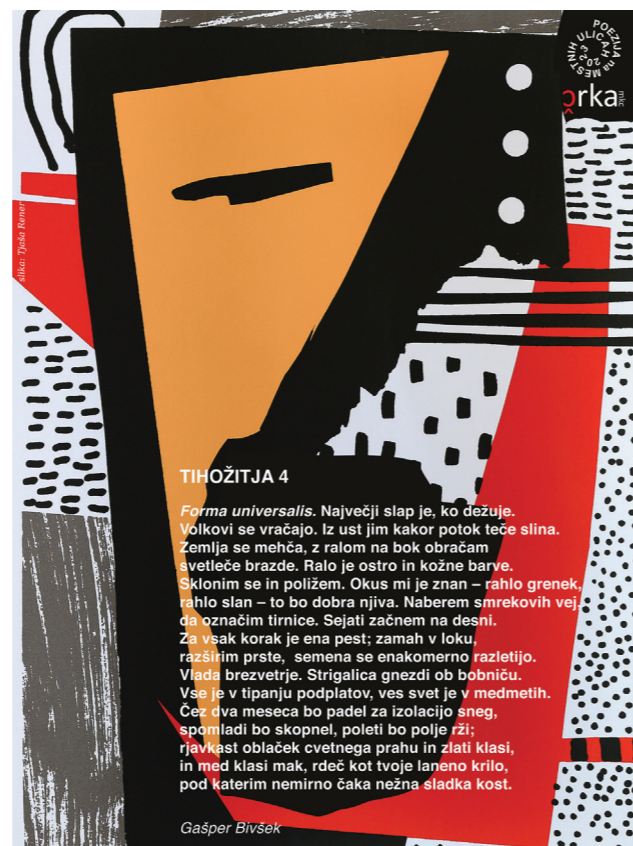 POEZIJA na MESTNIH ULICAH 2023
črka
mkc
slika: Tjaša Rener
TIHOŽITJA 4
Forma universalis. Največji slap je, ko dežuje.
Volkovi se vračajo. Iz ust jim kakor potok teče slina.
Zemlja se mehča, z ralom na bok obračam
svetleče brazde. Ralo je ostro in kožne barve.
Sklonim se in poližem. Okus mi je znan – rahlo grenek,
rahlo slan – to bo dobra njiva. Naberem smrekovih vej,
da označim tirnice. Sejati začnem na desni.
Za vsak korak je ena pest; zamah v loku,
razširim prste, semena se enakomerno razletijo.
Vlada brezvetrje. Strigalica gnezdi ob bobniču.
Vse je v tipanju podplatov, ves svet je v medmetih.
Čez dva meseca bo padel za izolacijo sneg,
spomladi bo skopnel, poleti bo polje rži;
rjavkast oblaček cvetnega prahu in zlati klasi,
in med klasi mak, rdeč kot tvoje laneno krilo,
pod katerim nemirno čaka nežna sladka kost.
Gašper Bivšek